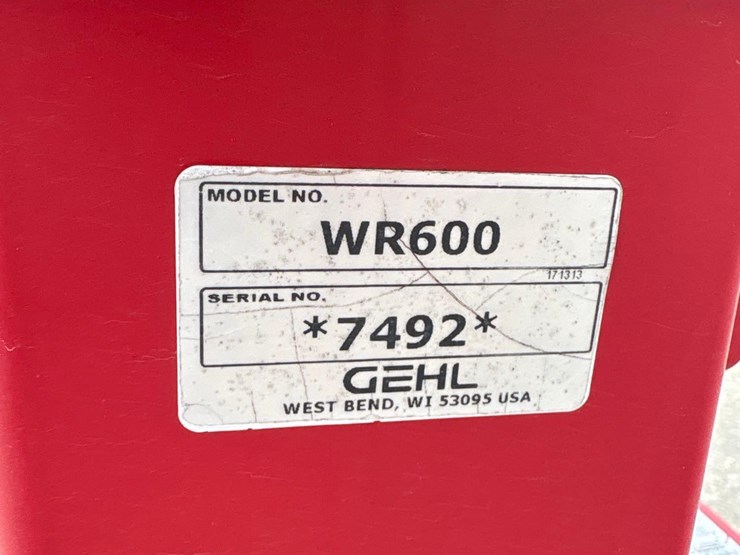 MODEL NO.
WR600
171313
SERIAL NO.
*7492*
GEHL
WEST BEND, WI 53095 USA